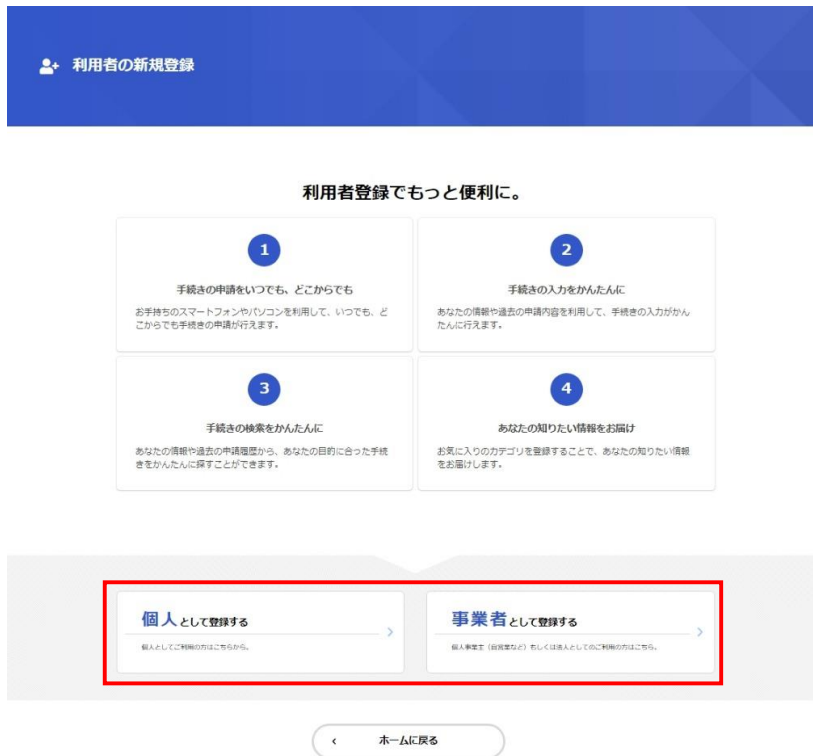 利用者の新規登録
利用者登録でもっと便利に。
1
手続きの申請をいつでも、どこからでも
お手持ちのスマートフォンやパソコンを利用して、いつでも、ど
こからでも手続きの申請が行えます。
2
手続きの入力をかんたんに
あなたの情報や過去の申請内容を利用して、手続きの入力がかん
たんに行えます。
3
手続きの検索をかんたんに
あなたの情報や過去の申請履歴から、あなたの目的に合った手続
きをかんたんに探すことができます。
4
あなたの知りたい情報をお届け
お気に入りのカテゴリを登録することで、あなたの知りたい情報
をお届けします。
個人として登録する
個人としてご利用の方はこちらから。
事業者として登録する
個人事業主（自営業など）もしくは法人としてのご利用の方はこちら。
ホームに戻る